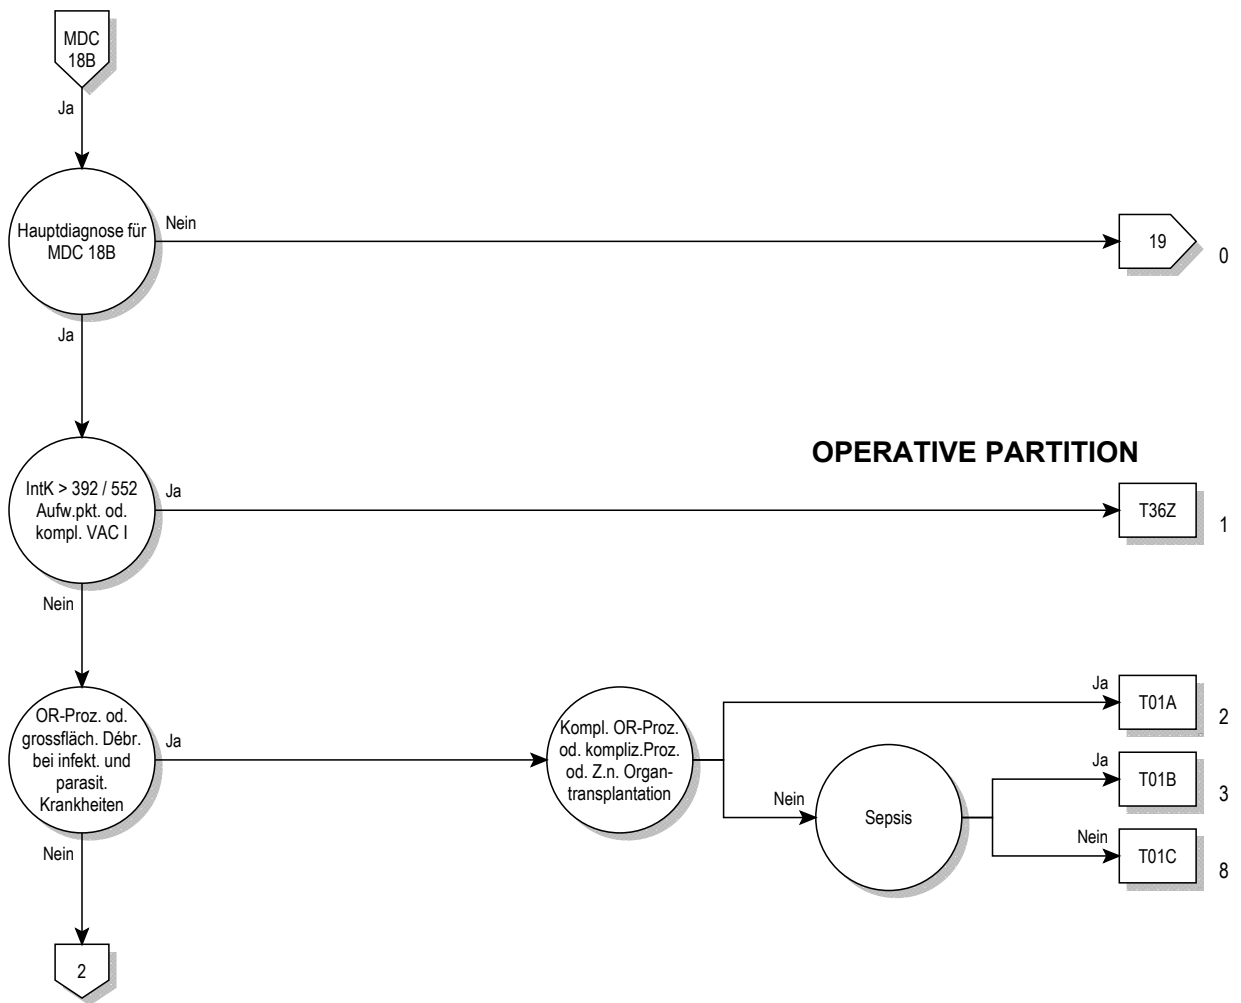 MDC
18B
Ja
Hauptdiagnose für
MDC 18B
Nein
19
0
Ja
OPERATIVE PARTITION
IntK > 392 / 552
Aufw.pkt. od.
kompl. VAC I
Ja
T36Z
1
Nein
OR-Proz. od.
grossfläch. Débr.
bei infekt. und
parasit.
Krankheiten
Ja
Kompl. OR-Proz.
od. kompliz.Proz.
od. Z.n. Organ-
transplantation
Ja
T01A
2
Nein
Sepsis
Ja
T01B
3
Nein
T01C
8
Nein
2